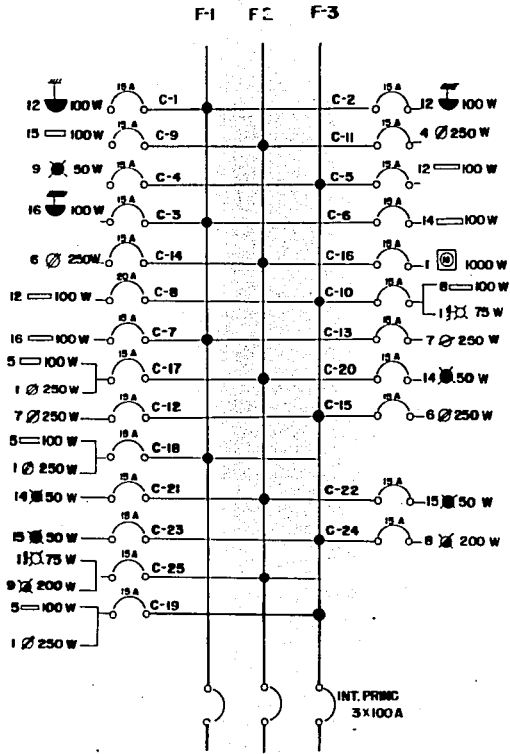 F-1 F2 F-3
12 100 W 15 A C-1 C-2 15 A 12 100 W
15 100 W 15 A C-9 C-11 15 A 4 250 W
9 50 W 15 A C-4 C-5 15 A 12 100 W
16 100 W 15 A C-3 C-6 15 A 14 100 W
6 250W 15 A C-14 C-16 15 A 1 1000 W
12 100 W 20 A C-8 C-10 15 A 8 100 W
1 75 W
16 100 W 15 A C-7 C-13 15 A 7 250 W
5 100 W 15 A C-17 C-20 15 A 14 50 W
1 250 W
7 250 W 15 A C-12 C-15 15 A 6 250 W
5 100 W 15 A C-18
1 250 W
14 50 W 15 A C-21 C-22 15 A 15 50 W
15 50 W 15 A C-23 C-24 15 A 8 200 W
1 75 W 15 A C-25
9 200 W
5 100 W 15 A C-19
1 250 W
INT. PRINC
3 X 100 A